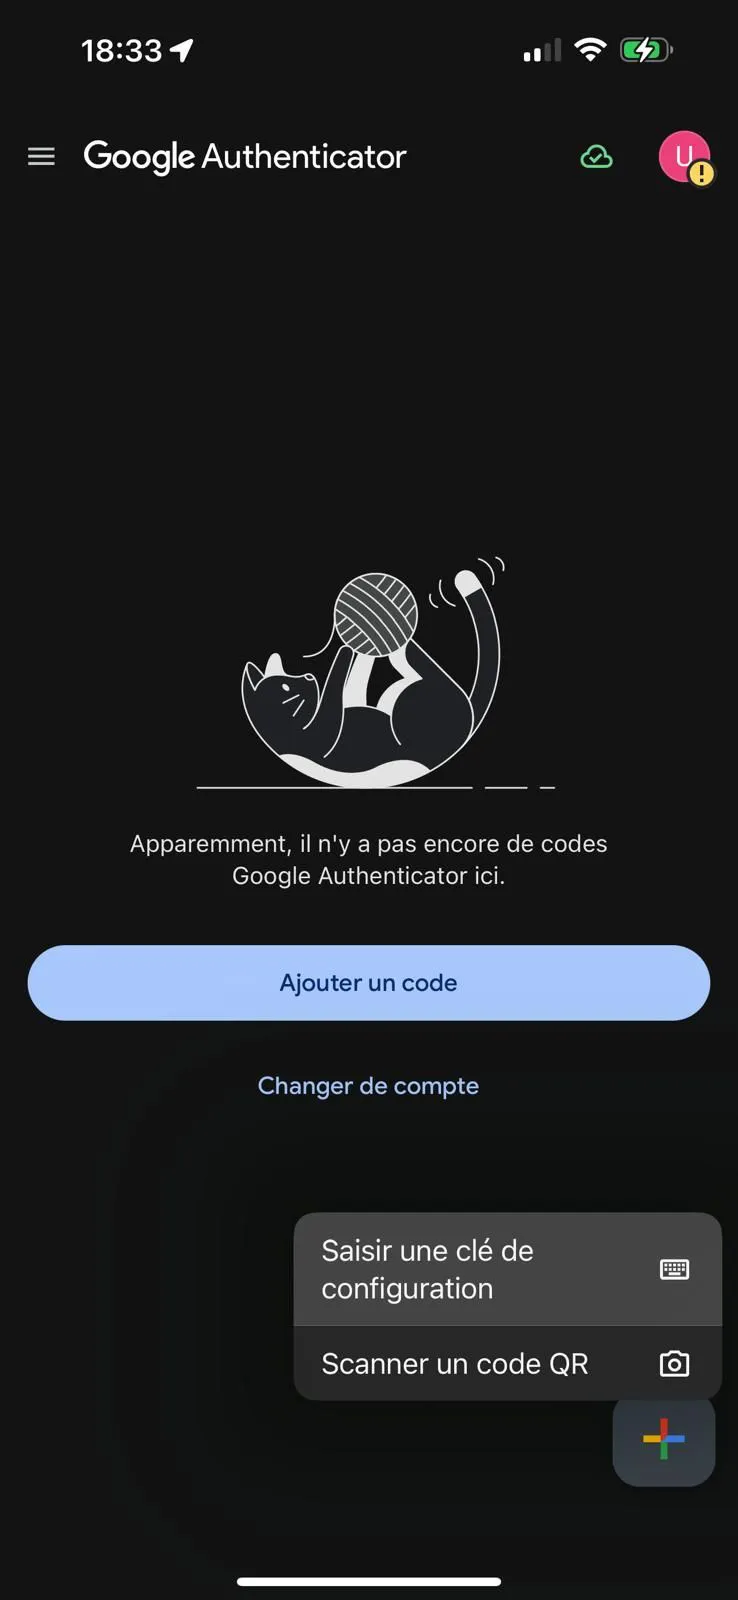 18:33
Google Authenticator
U
Apparemment, il n'y a pas encore de codes
Google Authenticator ici.
Ajouter un code
Changer de compte
Saisir une clé de
configuration
Scanner un code QR